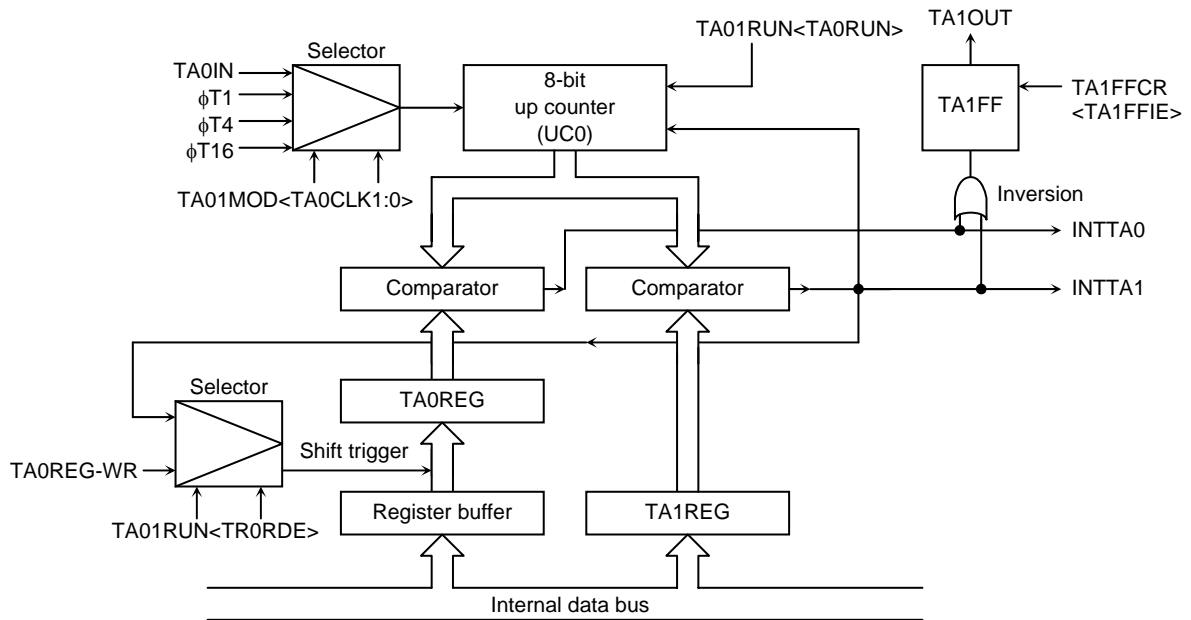 TA1OUT
TA01RUN<TA0RUN>
Selector
TA0IN
ϕT1
ϕT4
ϕT16
8-bit
up counter
(UC0)
TA1FF
TA1FFCR
<TA1FFIE>
TA01MOD<TA0CLK1:0>
Inversion
INTTA0
Comparator
Comparator
INTTA1
Selector
TA0REG
Shift trigger
TA0REG-WR
Register buffer
TA1REG
TA01RUN<TR0RDE>
Internal data bus